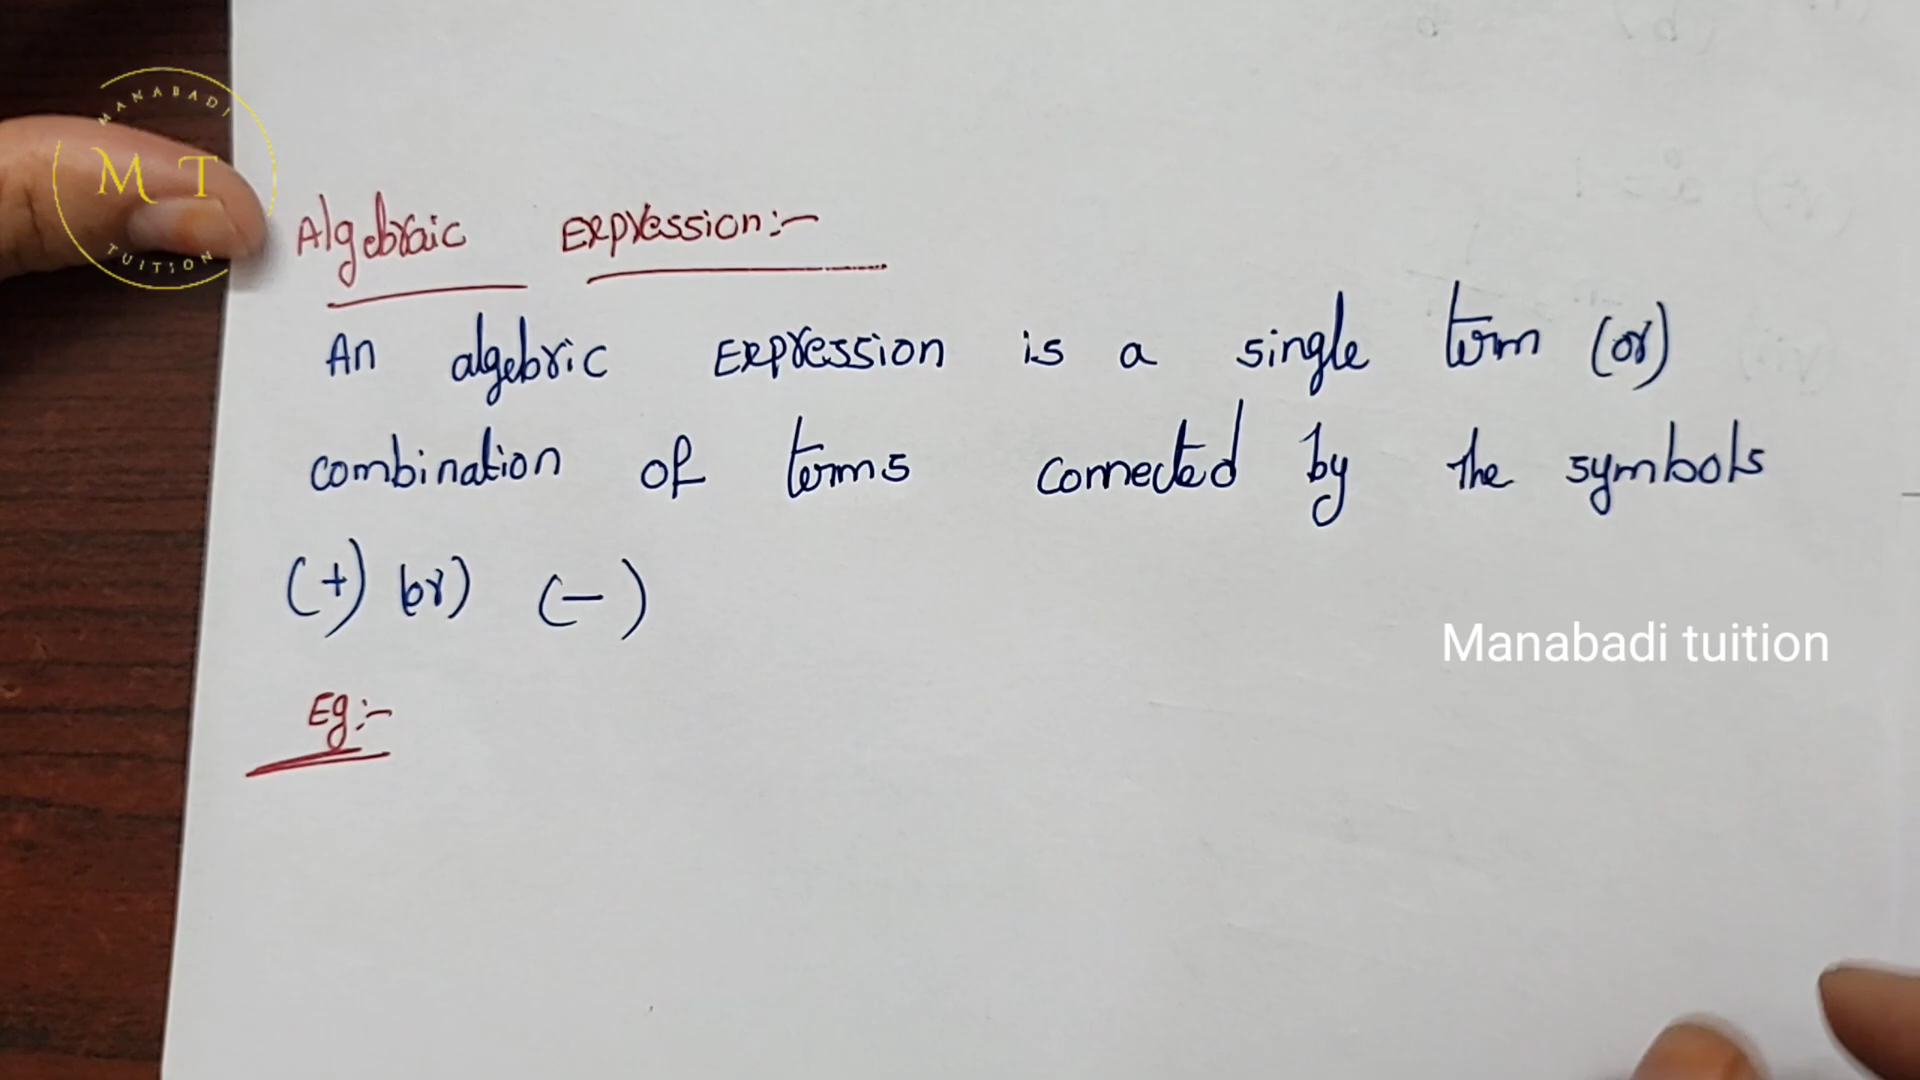 MANABADI
M T
TUITION
Algebraic Expression:-
An algebric Expression is a single term (or)
combination of terms connected by the symbols
(+) (or) (-)
Manabadi tuition
Eg:-